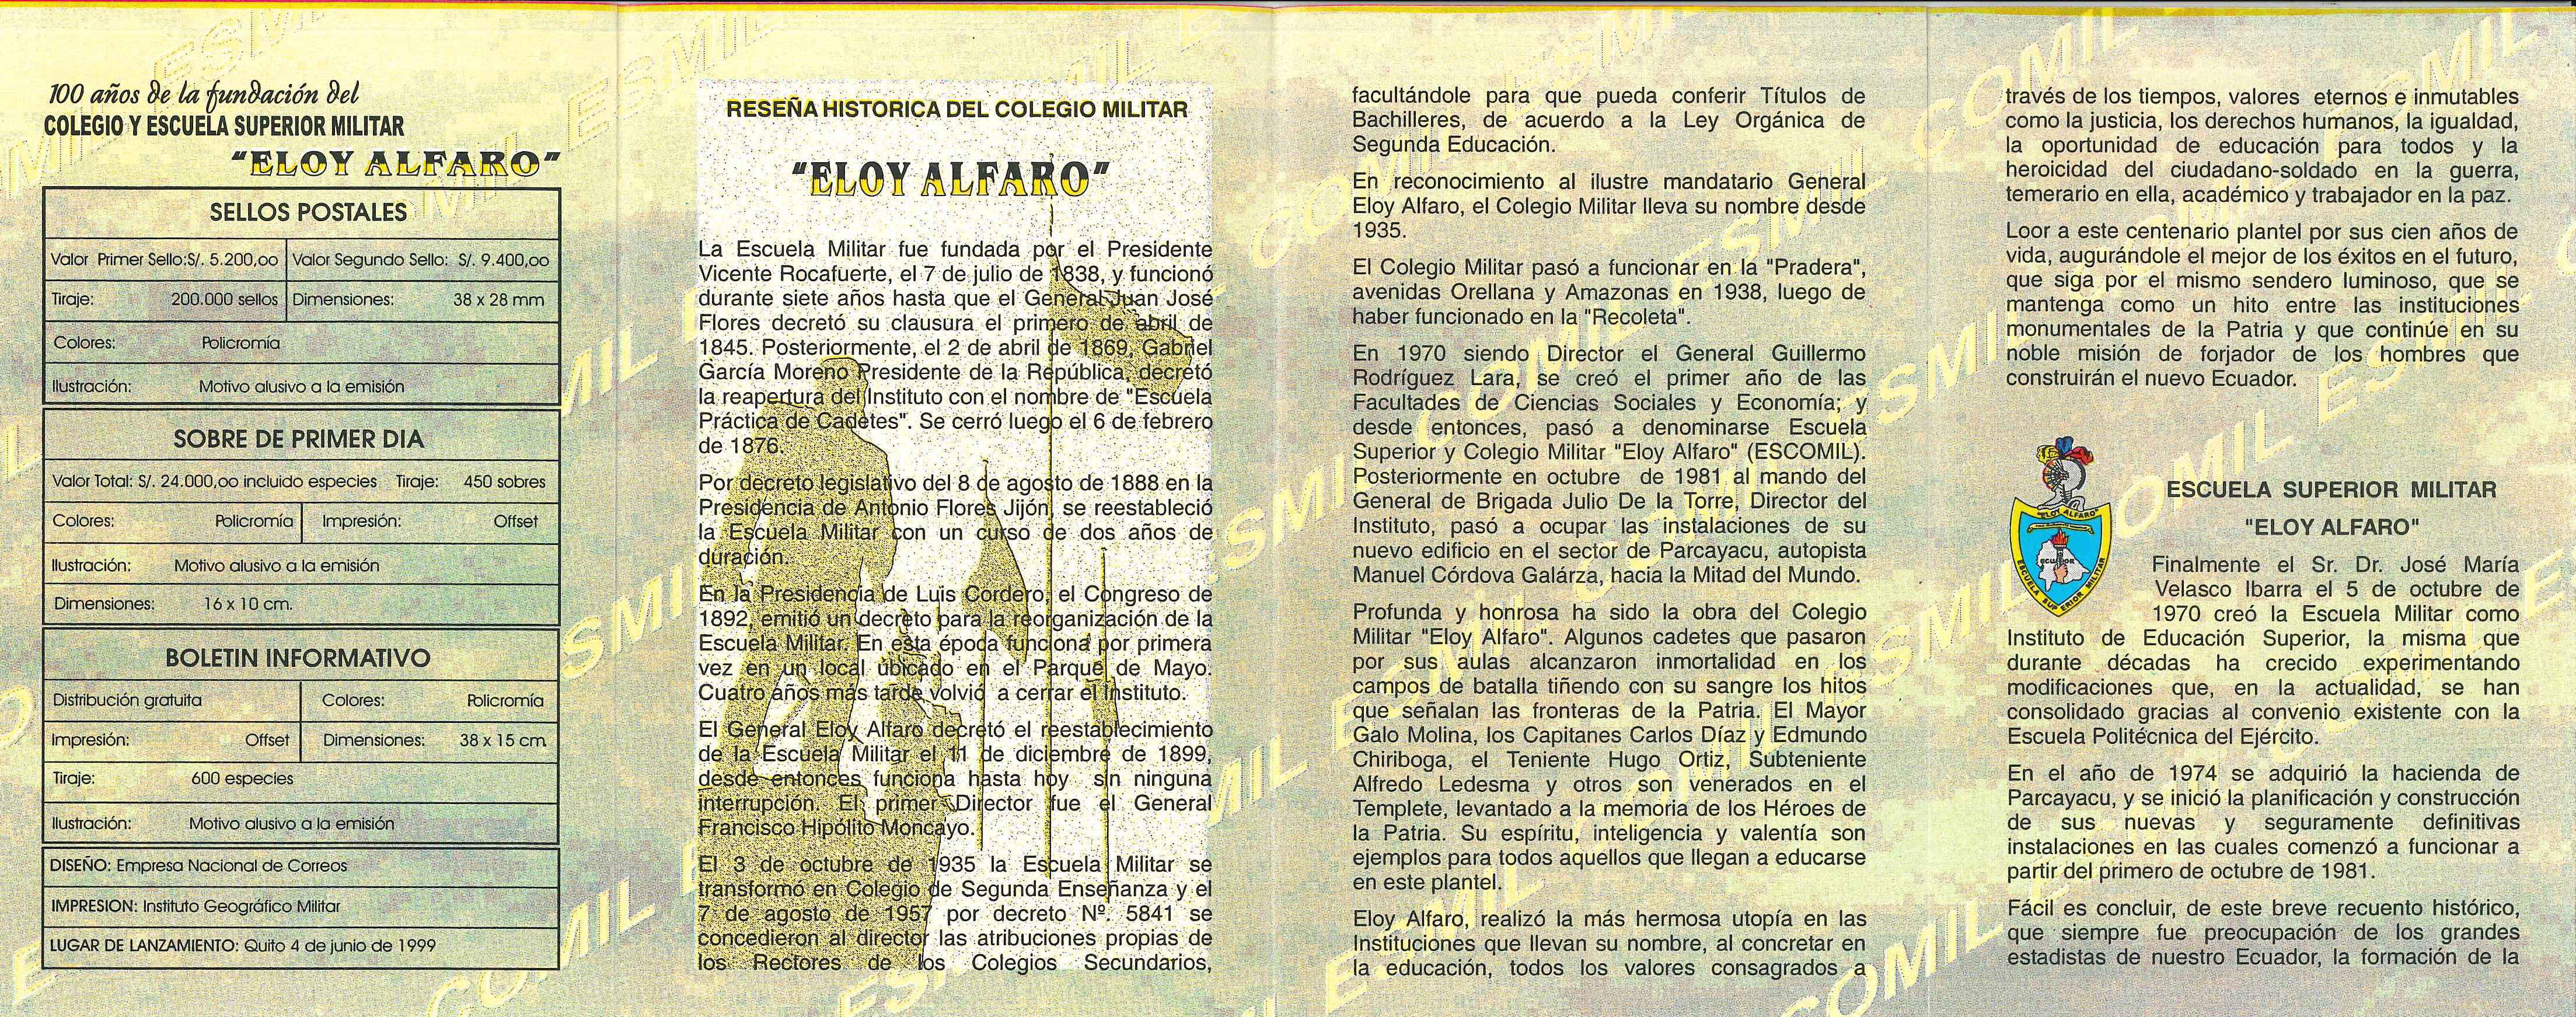 100 años de la fundación del
COLEGIO Y ESCUELA SUPERIOR MILITAR
"ELOY ALFARO"
SELLOS POSTALES
Valor Primer Sello:S/. 5.200,oo Valor Segundo Sello: S/. 9.400,oo
Tiraje: 200.000 sellos Dimensiones: 38 x 28 mm
Colores: Policromía
Ilustración: Motivo alusivo a la emisión
SOBRE DE PRIMER DIA
Valor Total: S/. 24.000,oo incluido especies Tiraje: 450 sobres
Colores: Policromía Impresión: Offset
Ilustración: Motivo alusivo a la emisión
Dimensiones: 16 x 10 cm.
BOLETIN INFORMATIVO
Distribución gratuita Colores: Policromía
Impresión: Offset Dimensiones: 38 x 15 cm
Tiraje: 600 especies
Ilustración: Motivo alusivo a la emisión
DISEÑO: Empresa Nacional de Correos
IMPRESION: Instituto Geográfico Militar
LUGAR DE LANZAMIENTO: Quito 4 de junio de 1999
RESEÑA HISTORICA DEL COLEGIO MILITAR
"ELOY ALFARO"
La Escuela Militar fue fundada por el Presidente
Vicente Rocafuerte, el 7 de julio de 1838, y funcionó
durante siete años hasta que el General Juan José
Flores decretó su clausura el primero de abril de
1845. Posteriormente, el 2 de abril de 1869, Gabriel
García Moreno Presidente de la República, decretó
la reapertura del Instituto con el nombre de "Escuela
Práctica de Cadetes". Se cerró luego el 6 de febrero
de 1876.
Por decreto legislativo del 8 de agosto de 1888 en la
Presidencia de Antonio Flores Jijón, se reestableció
la Escuela Militar con un curso de dos años de
duración.
En la Presidencia de Luis Cordero, el Congreso de
1892, emitió un decreto para la reorganización de la
Escuela Militar. En esta época funciona por primera
vez en un local úbicado en el Parque de Mayo.
Cuatro años más tarde volvió a cerrar el Instituto.
El General Eloy Alfaro decretó el reestablecimiento
de la Escuela Militar el 11 de diciembre de 1899,
desde entonces funciona hasta hoy sin ninguna
interrupción. El primer Director fue el General
Francisco Hipólito Moncayo.
El 3 de octubre de 1935 la Escuela Militar se
transformó en Colegio de Segunda Enseñanza y el
7 de agosto de 1957 por decreto Nº. 5841 se
concedieron al director las atribuciones propias de
los Rectores de los Colegios Secundarios,
facultándole para que pueda conferir Títulos de
Bachilleres, de acuerdo a la Ley Orgánica de
Segunda Educación.
En reconocimiento al ilustre mandatario General
Eloy Alfaro, el Colegio Militar lleva su nombre desde
1935.
El Colegio Militar pasó a funcionar en la "Pradera",
avenidas Orellana y Amazonas en 1938, luego de
haber funcionado en la "Recoleta".
En 1970 siendo Director el General Guillermo
Rodríguez Lara, se creó el primer año de las
Facultades de Ciencias Sociales y Economía; y
desde entonces, pasó a denominarse Escuela
Superior y Colegio Militar "Eloy Alfaro" (ESCOMIL).
Posteriormente en octubre de 1981 al mando del
General de Brigada Julio De la Torre, Director del
Instituto, pasó a ocupar las instalaciones de su
nuevo edificio en el sector de Parcayacu, autopista
Manuel Córdova Galárza, hacia la Mitad del Mundo.
Profunda y honrosa ha sido la obra del Colegio
Militar "Eloy Alfaro". Algunos cadetes que pasaron
por sus aulas alcanzaron inmortalidad en los
campos de batalla tiñendo con su sangre los hitos
que señalan las fronteras de la Patria. El Mayor
Galo Molina, los Capitanes Carlos Díaz y Edmundo
Chiriboga, el Teniente Hugo Ortiz, Subteniente
Alfredo Ledesma y otros son venerados en el
Templete, levantado a la memoria de los Héroes de
la Patria. Su espíritu, inteligencia y valentía son
ejemplos para todos aquellos que llegan a educarse
en este plantel.
Eloy Alfaro, realizó la más hermosa utopía en las
Instituciones que llevan su nombre, al concretar en
la educación, todos los valores consagrados a
través de los tiempos, valores eternos e inmutables
como la justicia, los derechos humanos, la igualdad,
la oportunidad de educación para todos y la
heroicidad del ciudadano-soldado en la guerra,
temerario en ella, académico y trabajador en la paz.
Loor a este centenario plantel por sus cien años de
vida, augurándole el mejor de los éxitos en el futuro,
que siga por el mismo sendero luminoso, que se
mantenga como un hito entre las instituciones
monumentales de la Patria y que continúe en su
noble misión de forjador de los hombres que
construirán el nuevo Ecuador.
"ELOY ALFARO"
ECUADOR
ESCUELA SUPERIOR MILITAR
ESCUELA SUPERIOR MILITAR
"ELOY ALFARO"
Finalmente el Sr. Dr. José María
Velasco Ibarra el 5 de octubre de
1970 creó la Escuela Militar como
Instituto de Educación Superior, la misma que
durante décadas ha crecido experimentando
modificaciones que, en la actualidad, se han
consolidado gracias al convenio existente con la
Escuela Politécnica del Ejército.
En el año de 1974 se adquirió la hacienda de
Parcayacu, y se inició la planificación y construcción
de sus nuevas y seguramente definitivas
instalaciones en las cuales comenzó a funcionar a
partir del primero de octubre de 1981.
Fácil es concluir, de este breve recuento histórico,
que siempre fue preocupación de los grandes
estadistas de nuestro Ecuador, la formación de la